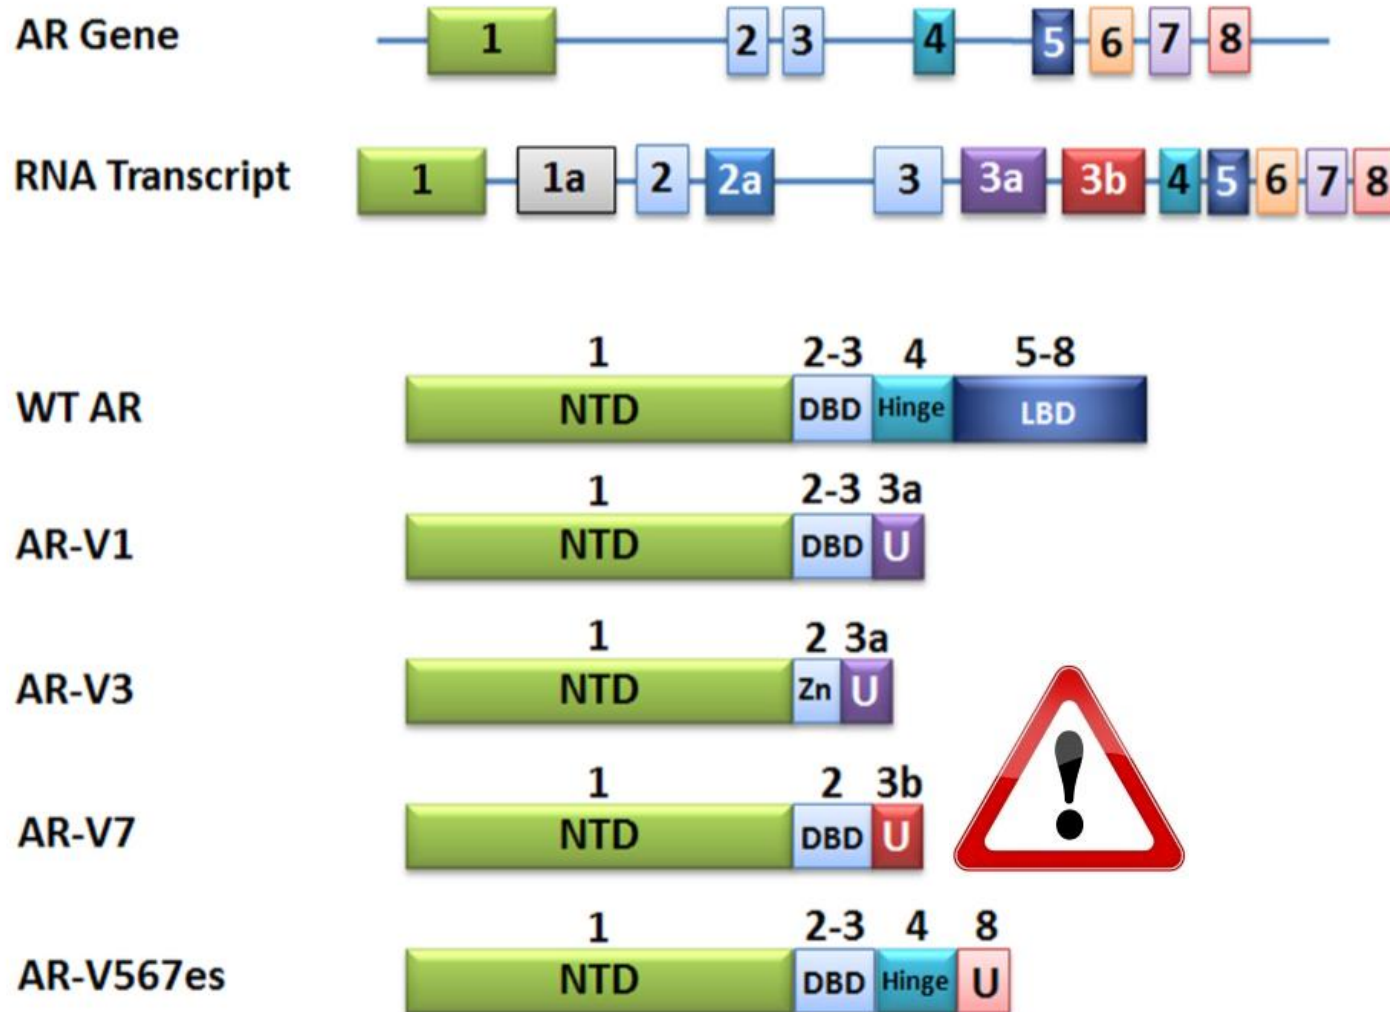 AR Gene 1 2 3 4 5 6 7 8
RNA Transcript 1 1a 2 2a 3 3a 3b 4 5 6 7 8
1 2-3 4 5-8
WT AR NTD DBD Hinge LBD
1 2-3 3a
AR-V1 NTD DBD U
1 2 3a
AR-V3 NTD Zn U
1 2 3b
AR-V7 NTD DBD U
1 2-3 4 8
AR-V567es NTD DBD Hinge U